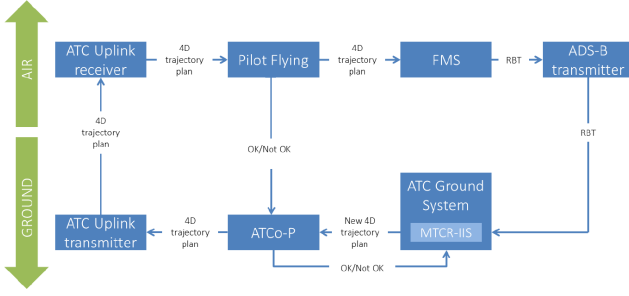 AIR
ATC Uplink
receiver
4D
trajectory
plan
Pilot Flying
4D
trajectory
plan
FMS
RBT
ADS-B
transmitter
4D
trajectory
plan
OK/Not OK
RBT
GROUND
ATC Uplink
transmitter
4D
trajectory
plan
ATCo-P
New 4D
trajectory
plan
ATC Ground
System
MTCR-IIS
OK/Not OK